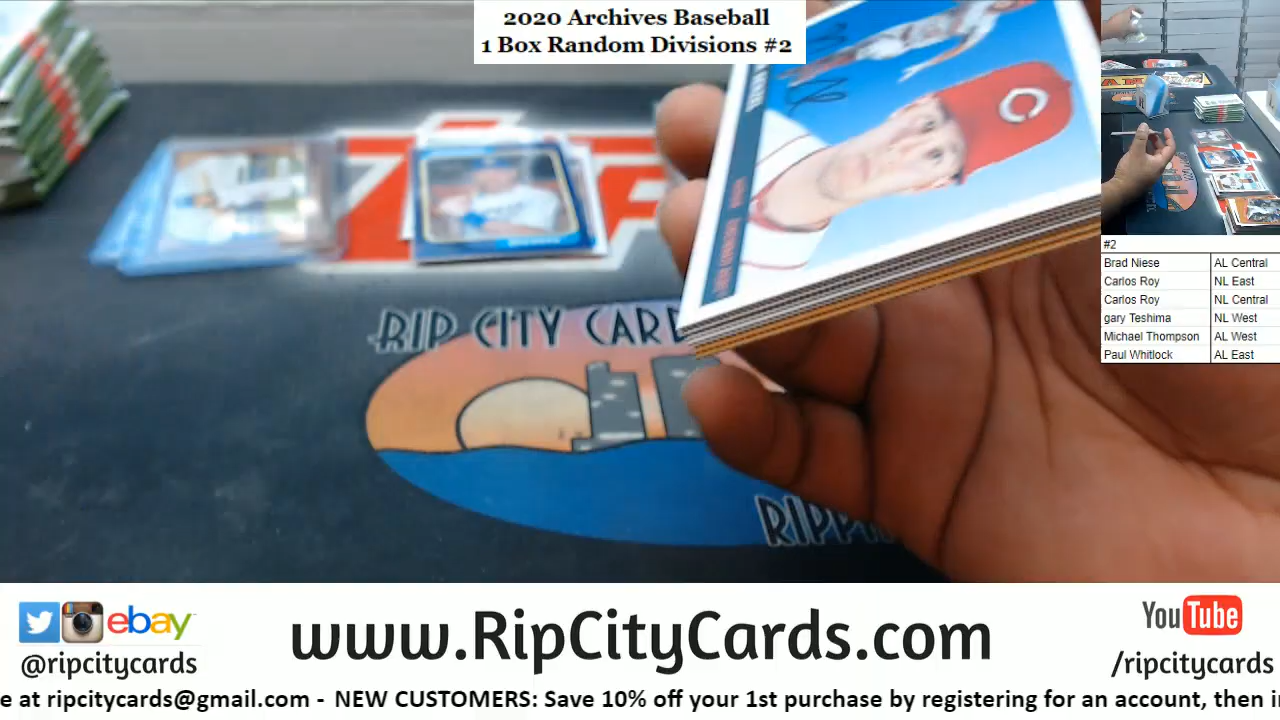 2020 Archives Baseball
1 Box Random Divisions #2
#2
Brad Niese AL Central
Carlos Roy NL East
Carlos Roy NL Central
gary Teshima NL West
Michael Thompson AL West
Paul Whitlock AL East
C
RIP CITY CARD
RIPP
ebay
@ripcitycards
www.RipCityCards.com
YouTube
/ripcitycards
e at ripcitycards@gmail.com - NEW CUSTOMERS: Save 10% off your 1st purchase by registering for an account, then i